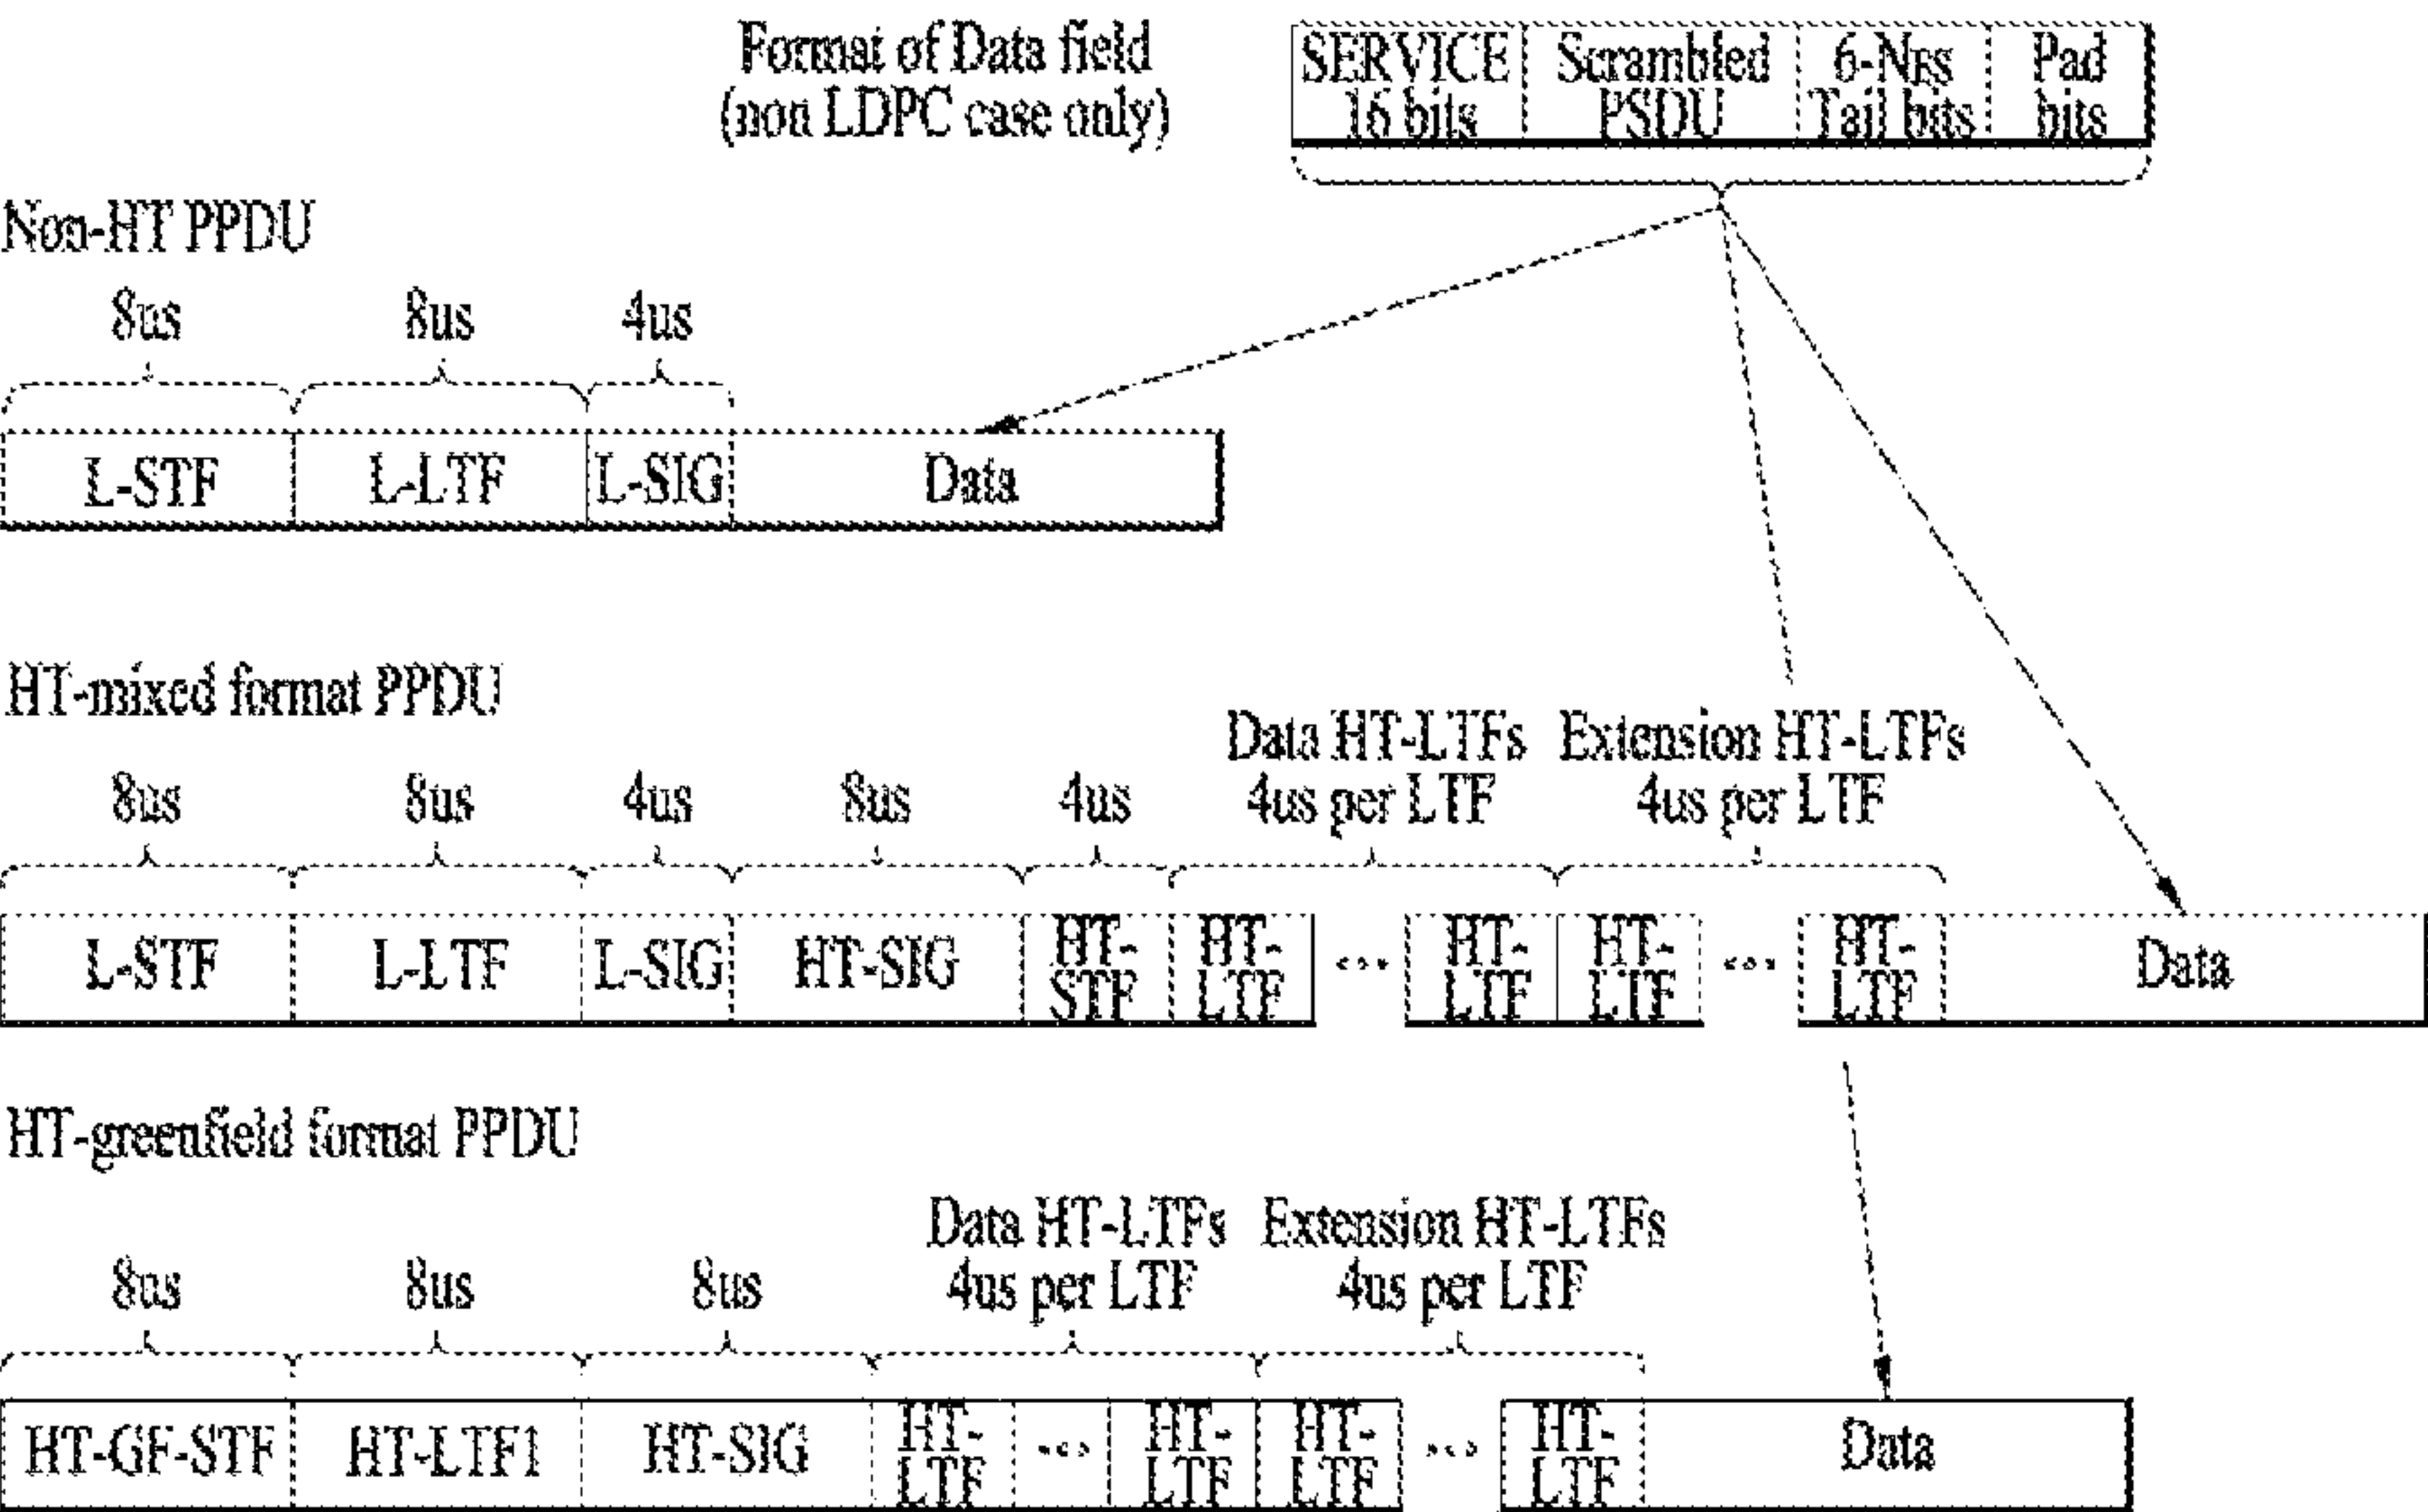 Format of Data field
(non LDPC case only)
SERVICE
16 bits
Scrambled
PSDU
6-NES
Tail bits
Pad
bits
Non-HT PPDU
8us 8us 4us
L-STF L-LTF L-SIG Data
HT-mixed format PPDU
Data HT-LTFs
4us per LTF
Extension HT-LTFs
4us per LTF
8us 8us 4us 8us 4us
L-STF L-LTF L-SIG HT-SIG
HT-
STF
HT-
LTF
...
HT-
LTF
HT-
LTF
...
HT-
LTF
Data
HT-greenfield format PPDU
Data HT-LTFs
4us per LTF
Extension HT-LTFs
4us per LTF
8us 8us 8us
HT-GF-STF HT-LTF1 HT-SIG
HT-
LTF
...
HT-
LTF
HT-
LTF
...
HT-
LTF
Data